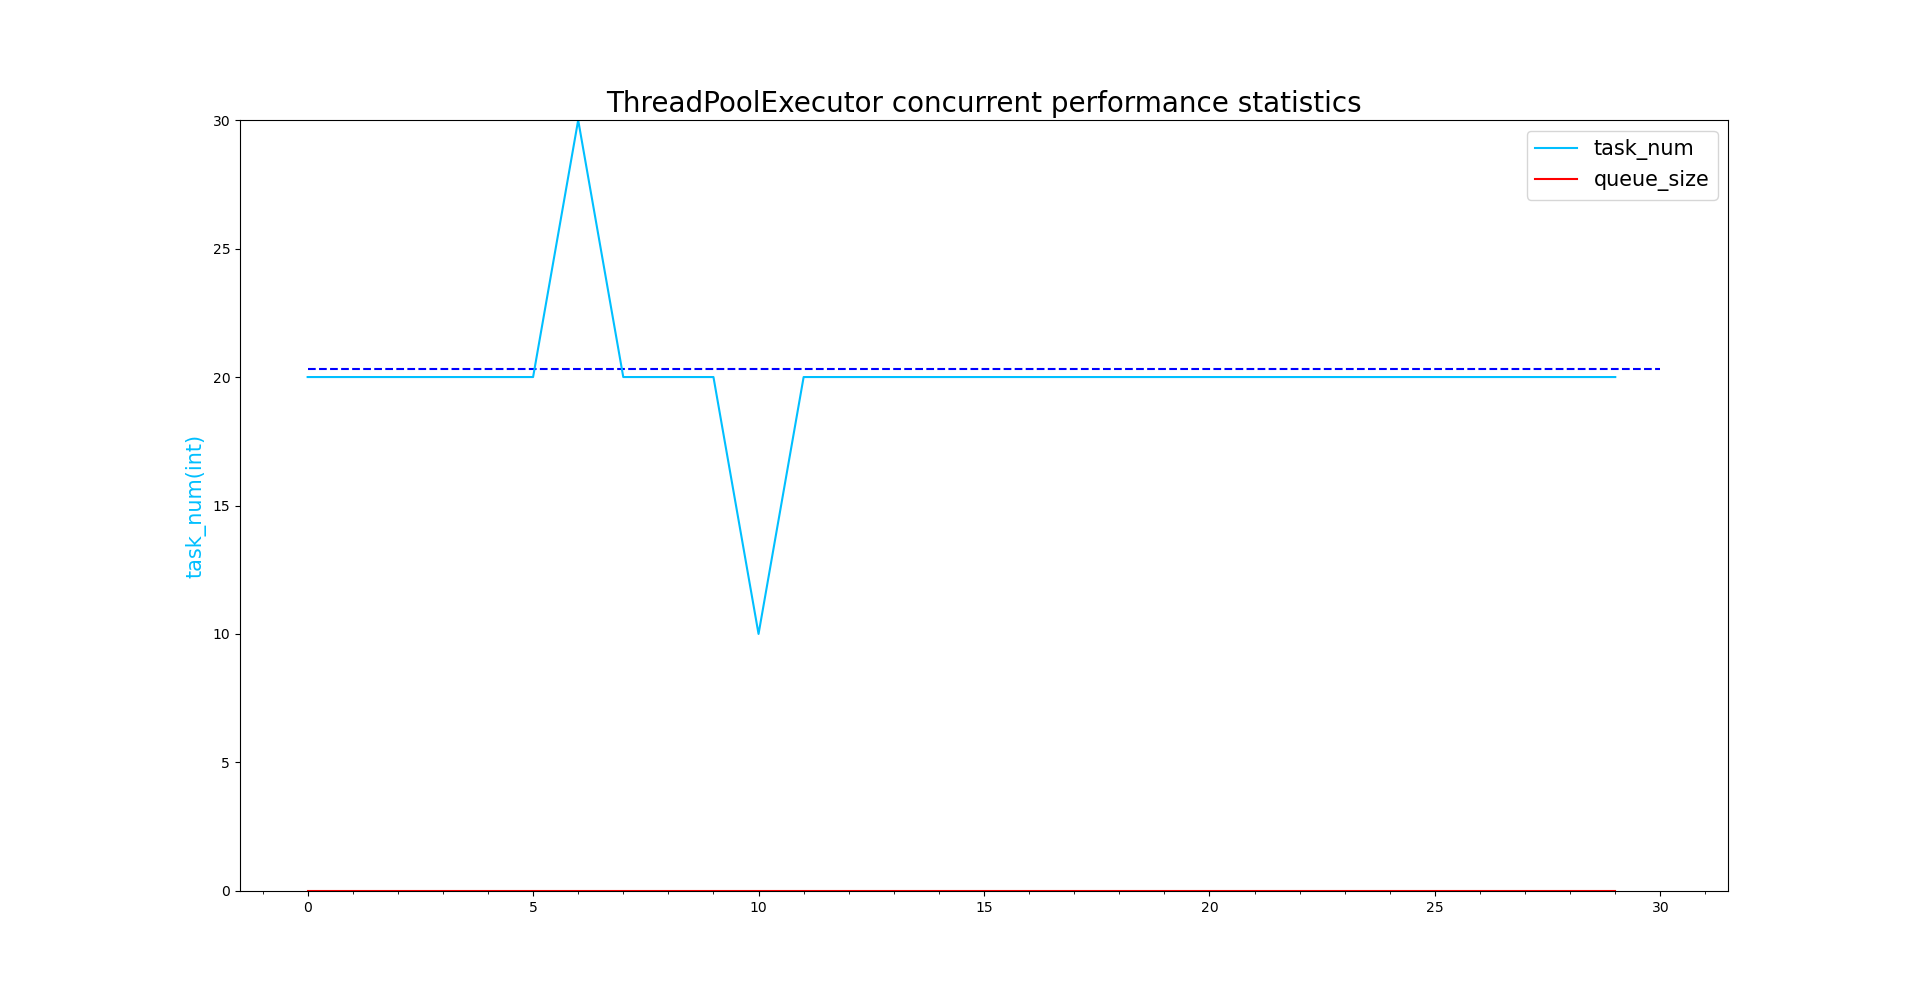 ThreadPoolExecutor concurrent performance statistics
task_num
queue_size
task_num(int)
30
25
20
15
10
5
0
0 5 10 15 20 25 30